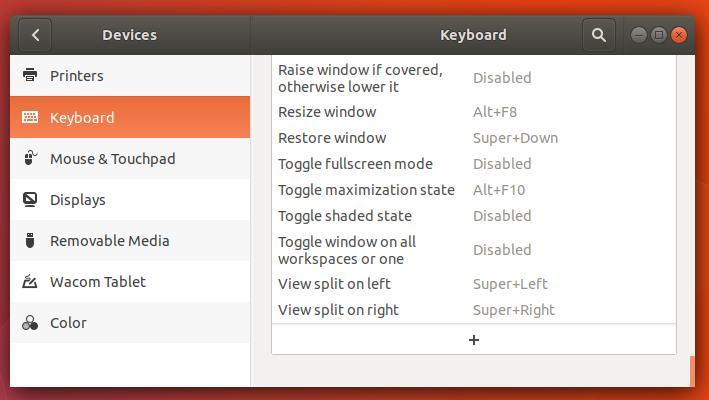 Devices
Keyboard
Printers
Keyboard
Mouse & Touchpad
Displays
Removable Media
Wacom Tablet
Color
Raise window if covered,
otherwise lower it
Disabled
Resize window
Alt+F8
Restore window
Super+Down
Toggle fullscreen mode
Disabled
Toggle maximization state
Alt+F10
Toggle shaded state
Disabled
Toggle window on all
workspaces or one
Disabled
View split on left
Super+Left
View split on right
Super+Right
+